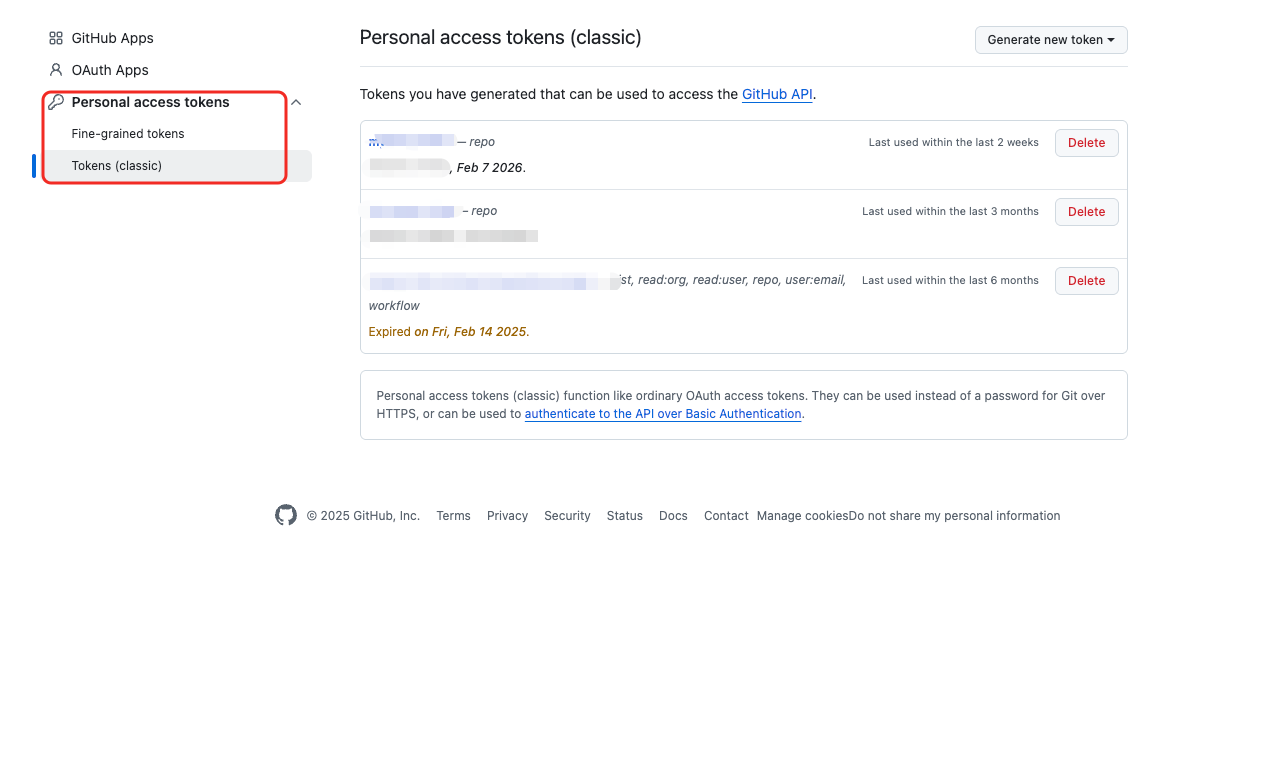 GitHub Apps
OAuth Apps
Personal access tokens
Fine-grained tokens
Tokens (classic)
Personal access tokens (classic)
Generate new token
Tokens you have generated that can be used to access the GitHub API.
— repo
Last used within the last 2 weeks
Delete
, Feb 7 2026.
– repo
Last used within the last 3 months
Delete
read:org, read:user, repo, user:email,
workflow
Last used within the last 6 months
Delete
Expired on Fri, Feb 14 2025.
Personal access tokens (classic) function like ordinary OAuth access tokens. They can be used instead of a password for Git over
HTTPS, or can be used to authenticate to the API over Basic Authentication.
© 2025 GitHub, Inc. Terms Privacy Security Status Docs Contact Manage cookies Do not share my personal information